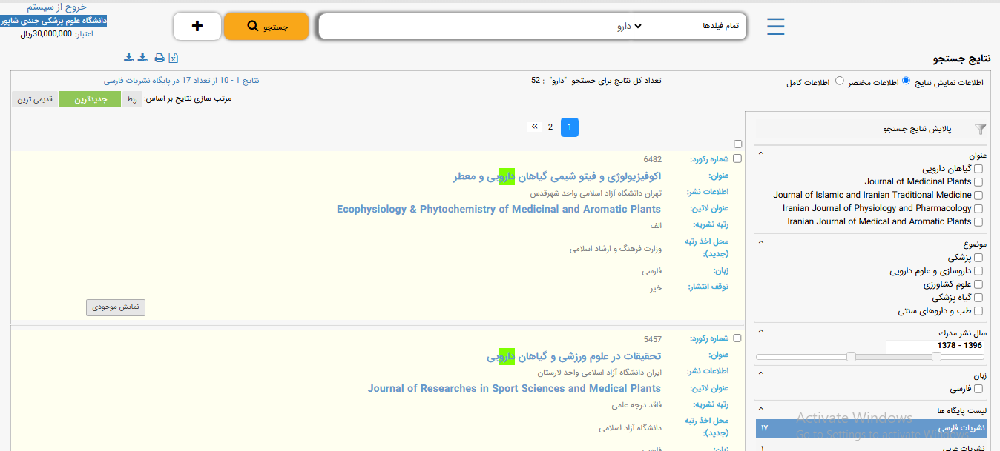 خروج از سیستم
دانشگاه علوم پزشکی جندی شاپور
اعتبار: 30,000,000ریال
تمام فیلدها
دارو
جستجو
+
نتایج جستجو
اطلاعات نمایش نتایج اطلاعات مختصر اطلاعات کامل
تعداد کل نتایج برای جستجو "دارو" : 52
نتایج 1 - 10 از تعداد 17 در پایگاه نشریات فارسی
مرتب سازی نتایج بر اساس: ربط جدیدترین قدیمی ترین
1 2 »
پالایش نتایج جستجو
عنوان
گیاهان دارویی
Journal of Medicinal Plants
Journal of Islamic and Iranian Traditional Medicine
Iranian Journal of Physiology and Pharmacology
Iranian Journal of Medical and Aromatic Plants
موضوع
پزشکی
داروسازی و علوم دارویی
علوم کشاورزی
گیاه پزشکی
طب و داروهای سنتی
سال نشر مدرک
1378 - 1396
زبان
فارسی
لیست پایگاه ها
نشریات فارسی ۱۷
نشریات عربی ۱
شماره رکورد: 6482
عنوان: اکوفیزیولوژی و فیتو شیمی گیاهان دارویی و معطر
اطلاعات نشر: تهران دانشگاه آزاد اسلامی واحد شهرقدس
عنوان لاتین: Ecophysiology & Phytochemistry of Medicinal and Aromatic Plants
رتبه نشریه: الف
محل اخذ رتبه
(جدید): وزارت فرهنگ و ارشاد اسلامی
زبان: فارسی
توقف انتشار: خیر
نمایش موجودی
شماره رکورد: 5457
عنوان: تحقیقات در علوم ورزشی و گیاهان دارویی
اطلاعات نشر: ایران دانشگاه آزاد اسلامی واحد لارستان
عنوان لاتین: Journal of Researches in Sport Sciences and Medical Plants
رتبه نشریه: فاقد درجه علمی
محل اخذ رتبه
(جدید): دانشگاه آزاد اسلامی
زبان: فارسی
Activate Windows
Go to Settings to activate Windows.